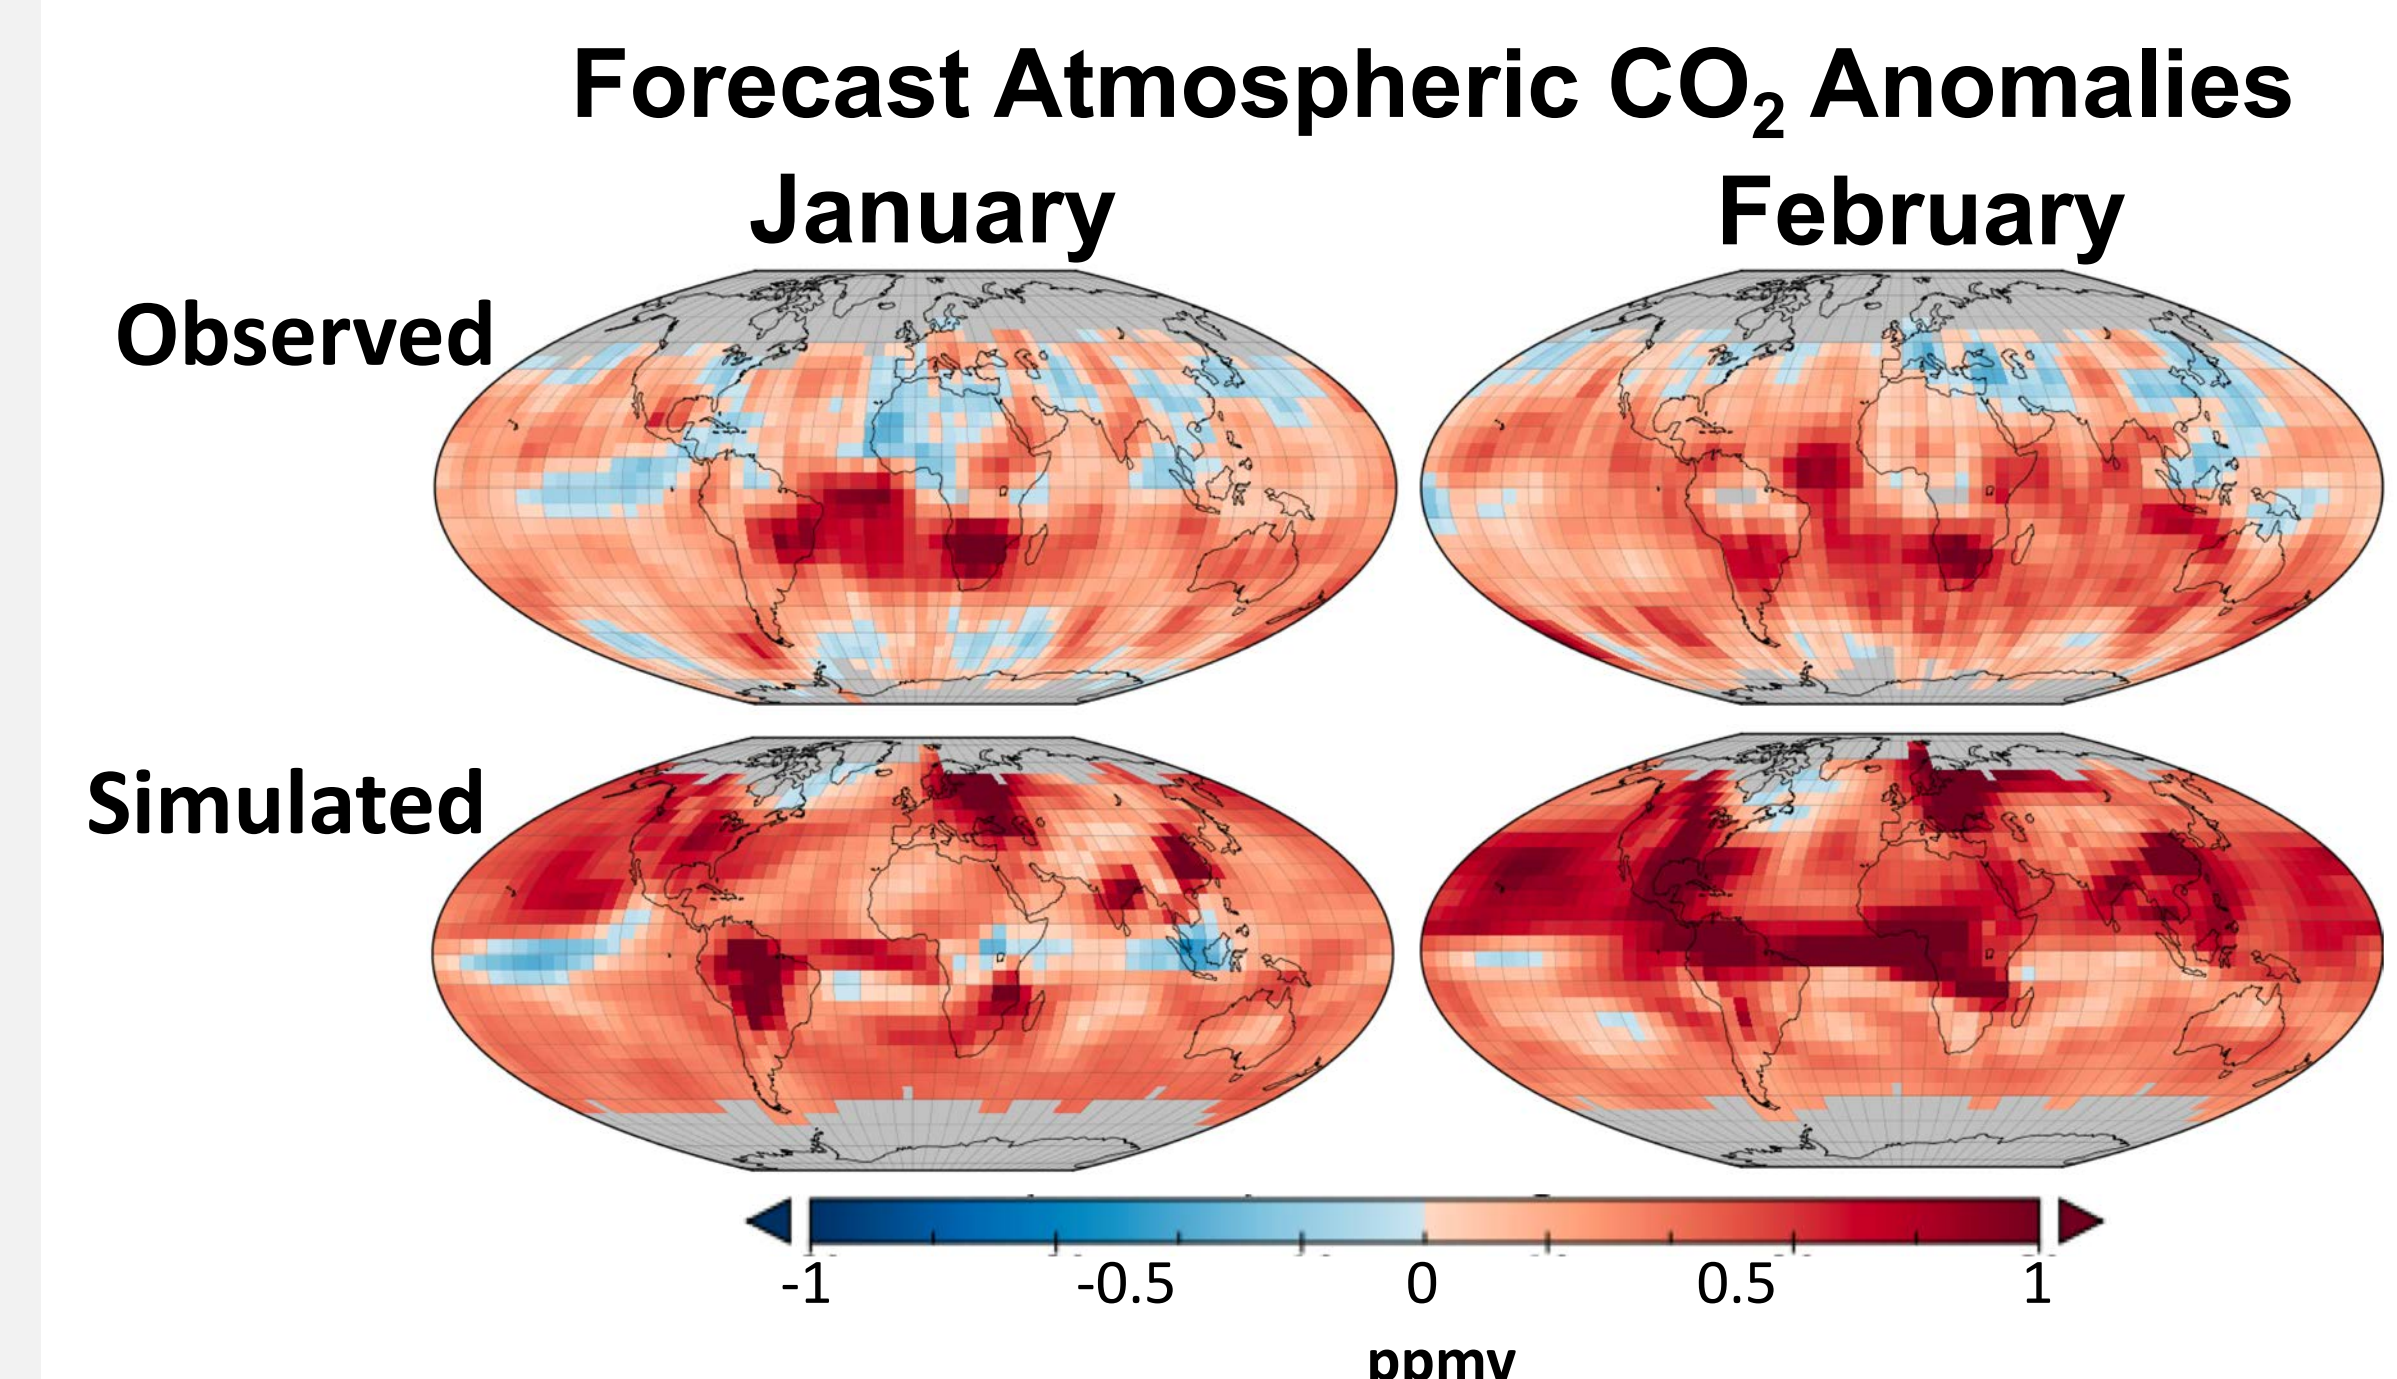 Forecast Atmospheric CO₂ Anomalies
January February
Observed
Simulated
-1 -0.5 0 0.5 1
ppmv